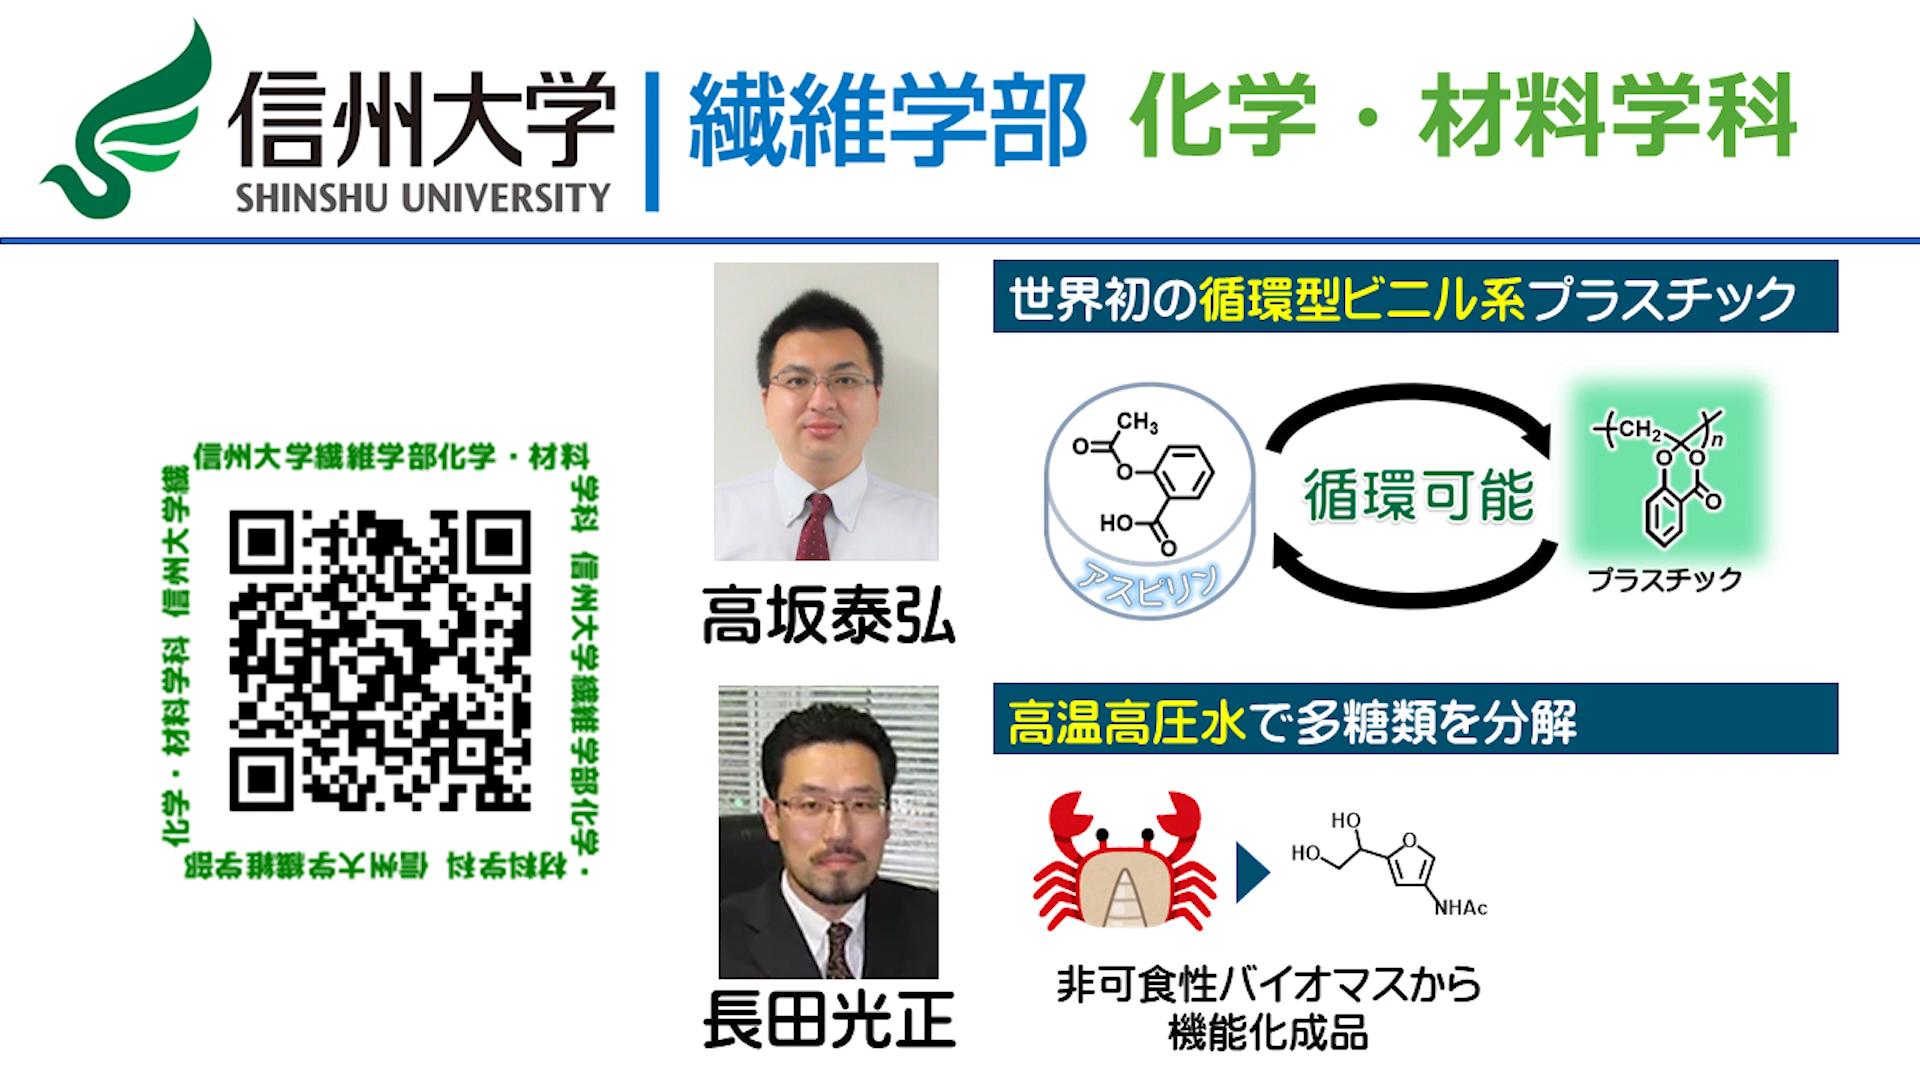 信州大学
SHINSHU UNIVERSITY
繊維学部 化学・材料学科
信州大学繊維学部化学・材料
学科 信州大学繊維学部化学・
材料学科 信州大学繊維学部
化学・材料学科 信州大学繊
高坂泰弘
世界初の循環型ビニル系プラスチック
CH3
O
O
HO
O
アスピリン
循環可能
CH2
n
O
O
O
プラスチック
長田光正
高温高圧水で多糖類を分解
HO
HO
O
NHAc
非可食性バイオマスから
機能化成品